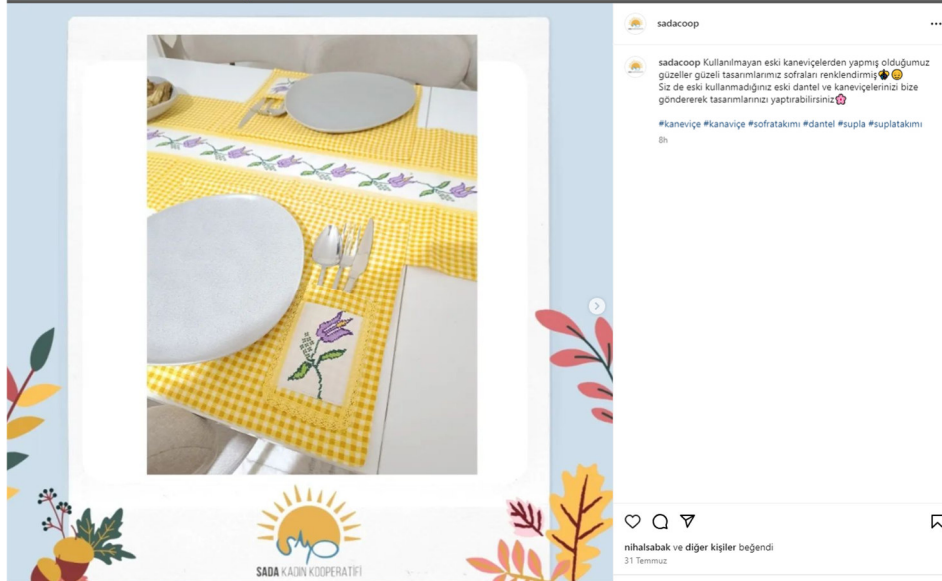 sadacoop
sadacoop Kullanılmayan eski kaneviçelerden yapmış olduğumuz
güzeller güzeli tasarımlarımız sofraları renklendirmiş
Siz de eski kullanmadığınız eski dantel ve kaneviçelerinizi bize
göndererek tasarımlarınızı yaptırabilirsiniz
#kaneviçe #kanaviçe #sofratakımı #dantel #supla #suplatakımı
8h
nihalsabak ve diğer kişiler beğendi
31 Temmuz
SADA KADIN KOOPERATİFİ